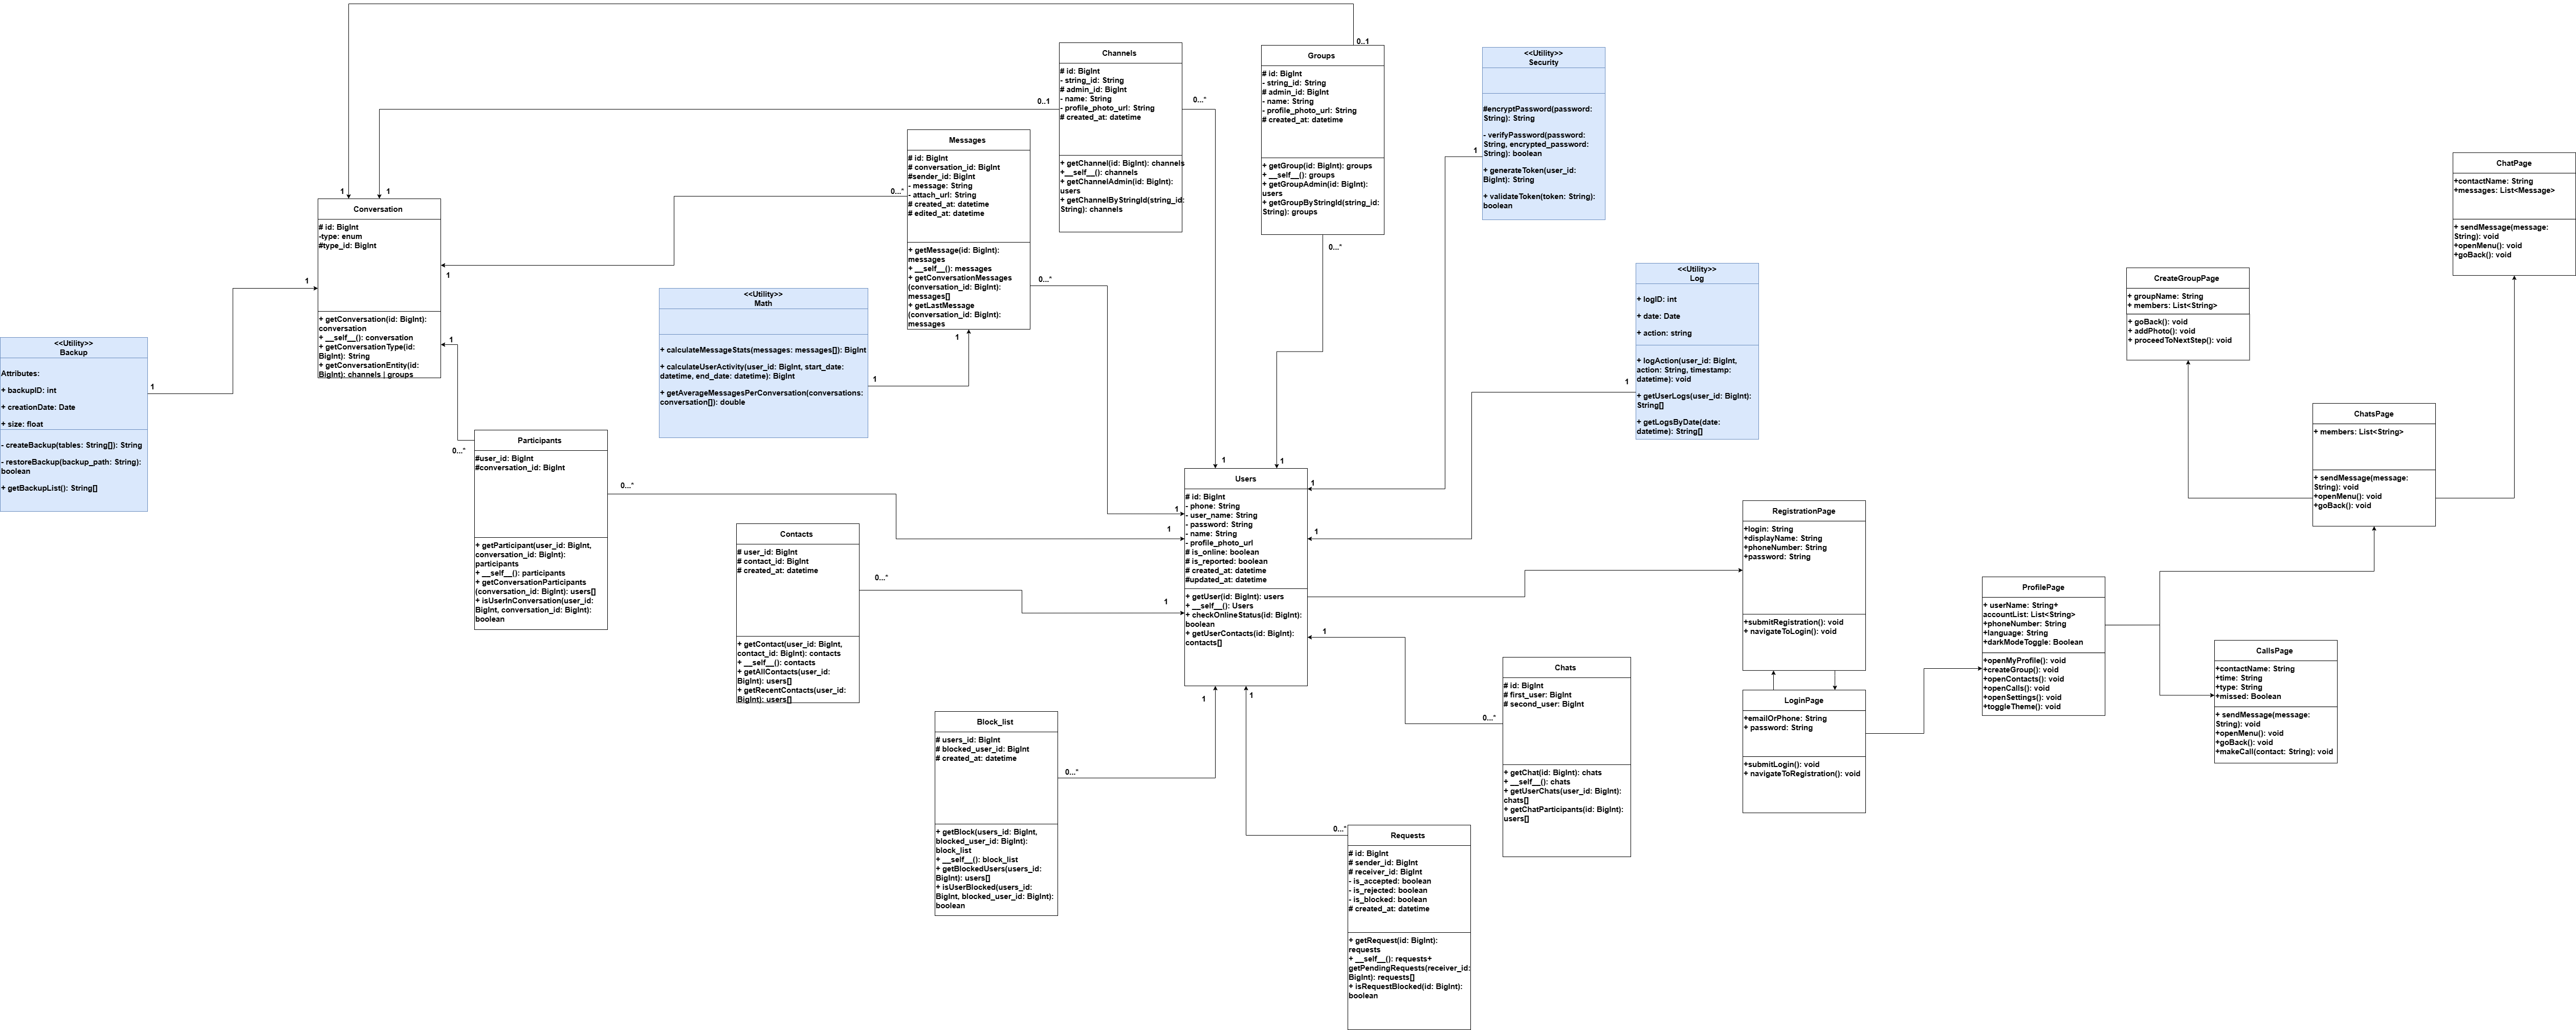 0..1
1
1
Channels
# id: BigInt
- string_id: String
# admin_id: BigInt
- name: String
- profile_photo_url: String
# created_at: datetime
+ getChannel(id: BigInt): channels
+__self__(): channels
+ getChannelAdmin(id: BigInt):
users
+ getChannelByStringId(string_id:
String): channels
0..1
0...*
Groups
# id: BigInt
- string_id: String
# admin_id: BigInt
- name: String
- profile_photo_url: String
# created_at: datetime
+ getGroup(id: BigInt): groups
+ __self__(): groups
+ getGroupAdmin(id: BigInt):
users
+ getGroupByStringId(string_id:
String): groups
0...*
<<Utility>>
Security
#encryptPassword(password:
String): String
- verifyPassword(password:
String, encrypted_password:
String): boolean
+ generateToken(user_id:
BigInt): String
+ validateToken(token: String):
boolean
1
Messages
# id: BigInt
# conversation_id: BigInt
#sender_id: BigInt
- message: String
- attach_url: String
# created_at: datetime
# edited_at: datetime
+ getMessage(id: BigInt):
messages
+ __self__(): messages
+ getConversationMessages
(conversation_id: BigInt):
messages[]
+ getLastMessage
(conversation_id: BigInt):
messages
0...*
0...*
1
Conversation
# id: BigInt
-type: enum
#type_id: BigInt
+ getConversation(id: BigInt):
conversation
+ __self__(): conversation
+ getConversationType(id:
BigInt): String
+ getConversationEntity(id:
BigInt): channels | groups
1
1
1
<<Utility>>
Backup
Attributes:
+ backupID: int
+ creationDate: Date
+ size: float
- createBackup(tables: String[]): String
- restoreBackup(backup_path: String):
boolean
+ getBackupList(): String[]
1
<<Utility>>
Math
+ calculateMessageStats(messages: messages[]): BigInt
+ calculateUserActivity(user_id: BigInt, start_date:
datetime, end_date: datetime): BigInt
+ getAverageMessagesPerConversation(conversations:
conversation[]): double
1
<<Utility>>
Log
+ logID: int
+ date: Date
+ action: string
+ logAction(user_id: BigInt,
action: String, timestamp:
datetime): void
+ getUserLogs(user_id: BigInt):
String[]
+ getLogsByDate(date:
datetime): String[]
1
Participants
#user_id: BigInt
#conversation_id: BigInt
+ getParticipant(user_id: BigInt,
conversation_id: BigInt):
participants
+ __self__(): participants
+ getConversationParticipants
(conversation_id: BigInt): users[]
+ isUserInConversation(user_id:
BigInt, conversation_id: BigInt):
boolean
0...*
0...*
Contacts
# user_id: BigInt
# contact_id: BigInt
# created_at: datetime
+ getContact(user_id: BigInt,
contact_id: BigInt): contacts
+ __self__(): contacts
+ getAllContacts(user_id:
BigInt): users[]
+ getRecentContacts(user_id:
BigInt): users[]
0...*
Users
# id: BigInt
- phone: String
- user_name: String
- password: String
- name: String
- profile_photo_url
# is_online: boolean
# is_reported: boolean
# created_at: datetime
#updated_at: datetime
+ getUser(id: BigInt): users
+ __self__(): Users
+ checkOnlineStatus(id: BigInt):
boolean
+ getUserContacts(id: BigInt):
contacts[]
1
1
1
1
1
1
1
1
1
1
Block_list
# users_id: BigInt
# blocked_user_id: BigInt
# created_at: datetime
+ getBlock(users_id: BigInt,
blocked_user_id: BigInt):
block_list
+ __self__(): block_list
+ getBlockedUsers(users_id:
BigInt): users[]
+ isUserBlocked(users_id:
BigInt, blocked_user_id: BigInt):
boolean
0...*
Requests
# id: BigInt
# sender_id: BigInt
# receiver_id: BigInt
- is_accepted: boolean
- is_rejected: boolean
- is_blocked: boolean
# created_at: datetime
+ getRequest(id: BigInt):
requests
+ __self__(): requests+
getPendingRequests(receiver_id:
BigInt): requests[]
+ isRequestBlocked(id: BigInt):
boolean
0...*
Chats
# id: BigInt
# first_user: BigInt
# second_user: BigInt
+ getChat(id: BigInt): chats
+ __self__(): chats
+ getUserChats(user_id: BigInt):
chats[]
+ getChatParticipants(id: BigInt):
users[]
0...*
RegistrationPage
+login: String
+displayName: String
+phoneNumber: String
+password: String
+submitRegistration(): void
+ navigateToLogin(): void
LoginPage
+emailOrPhone: String
+ password: String
+submitLogin(): void
+ navigateToRegistration(): void
ProfilePage
+ userName: String+
accountList: List<String>
+phoneNumber: String
+language: String
+darkModeToggle: Boolean
+openMyProfile(): void
+createGroup(): void
+openContacts(): void
+openCalls(): void
+openSettings(): void
+toggleTheme(): void
CallsPage
+contactName: String
+time: String
+type: String
+missed: Boolean
+ sendMessage(message:
String): void
+openMenu(): void
+goBack(): void
+makeCall(contact: String): void
ChatsPage
+ members: List<String>
+ sendMessage(message:
String): void
+openMenu(): void
+goBack(): void
CreateGroupPage
+ groupName: String
+ members: List<String>
+ goBack(): void
+ addPhoto(): void
+ proceedToNextStep(): void
ChatPage
+contactName: String
+messages: List<Message>
+ sendMessage(message:
String): void
+openMenu(): void
+goBack(): void